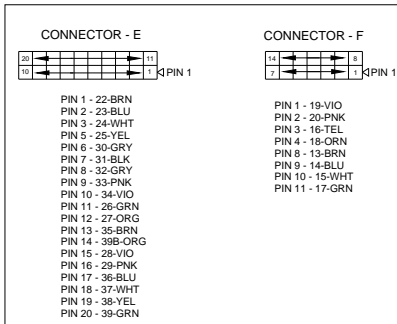 CONNECTOR - E
20 11
10 1 PIN 1
PIN 1 - 22-BRN
PIN 2 - 23-BLU
PIN 3 - 24-WHT
PIN 5 - 25-YEL
PIN 6 - 30-GRY
PIN 7 - 31-BLK
PIN 8 - 32-GRY
PIN 9 - 33-PNK
PIN 10 - 34-VIO
PIN 11 - 26-GRN
PIN 12 - 27-ORG
PIN 13 - 35-BRN
PIN 14 - 39B-ORG
PIN 15 - 28-VIO
PIN 16 - 29-PNK
PIN 17 - 36-BLU
PIN 18 - 37-WHT
PIN 19 - 38-YEL
PIN 20 - 39-GRN
CONNECTOR - F
14 8
7 1 PIN 1
PIN 1 - 19-VIO
PIN 2 - 20-PNK
PIN 3 - 16-TEL
PIN 4 - 18-ORN
PIN 8 - 13-BRN
PIN 9 - 14-BLU
PIN 10 - 15-WHT
PIN 11 - 17-GRN